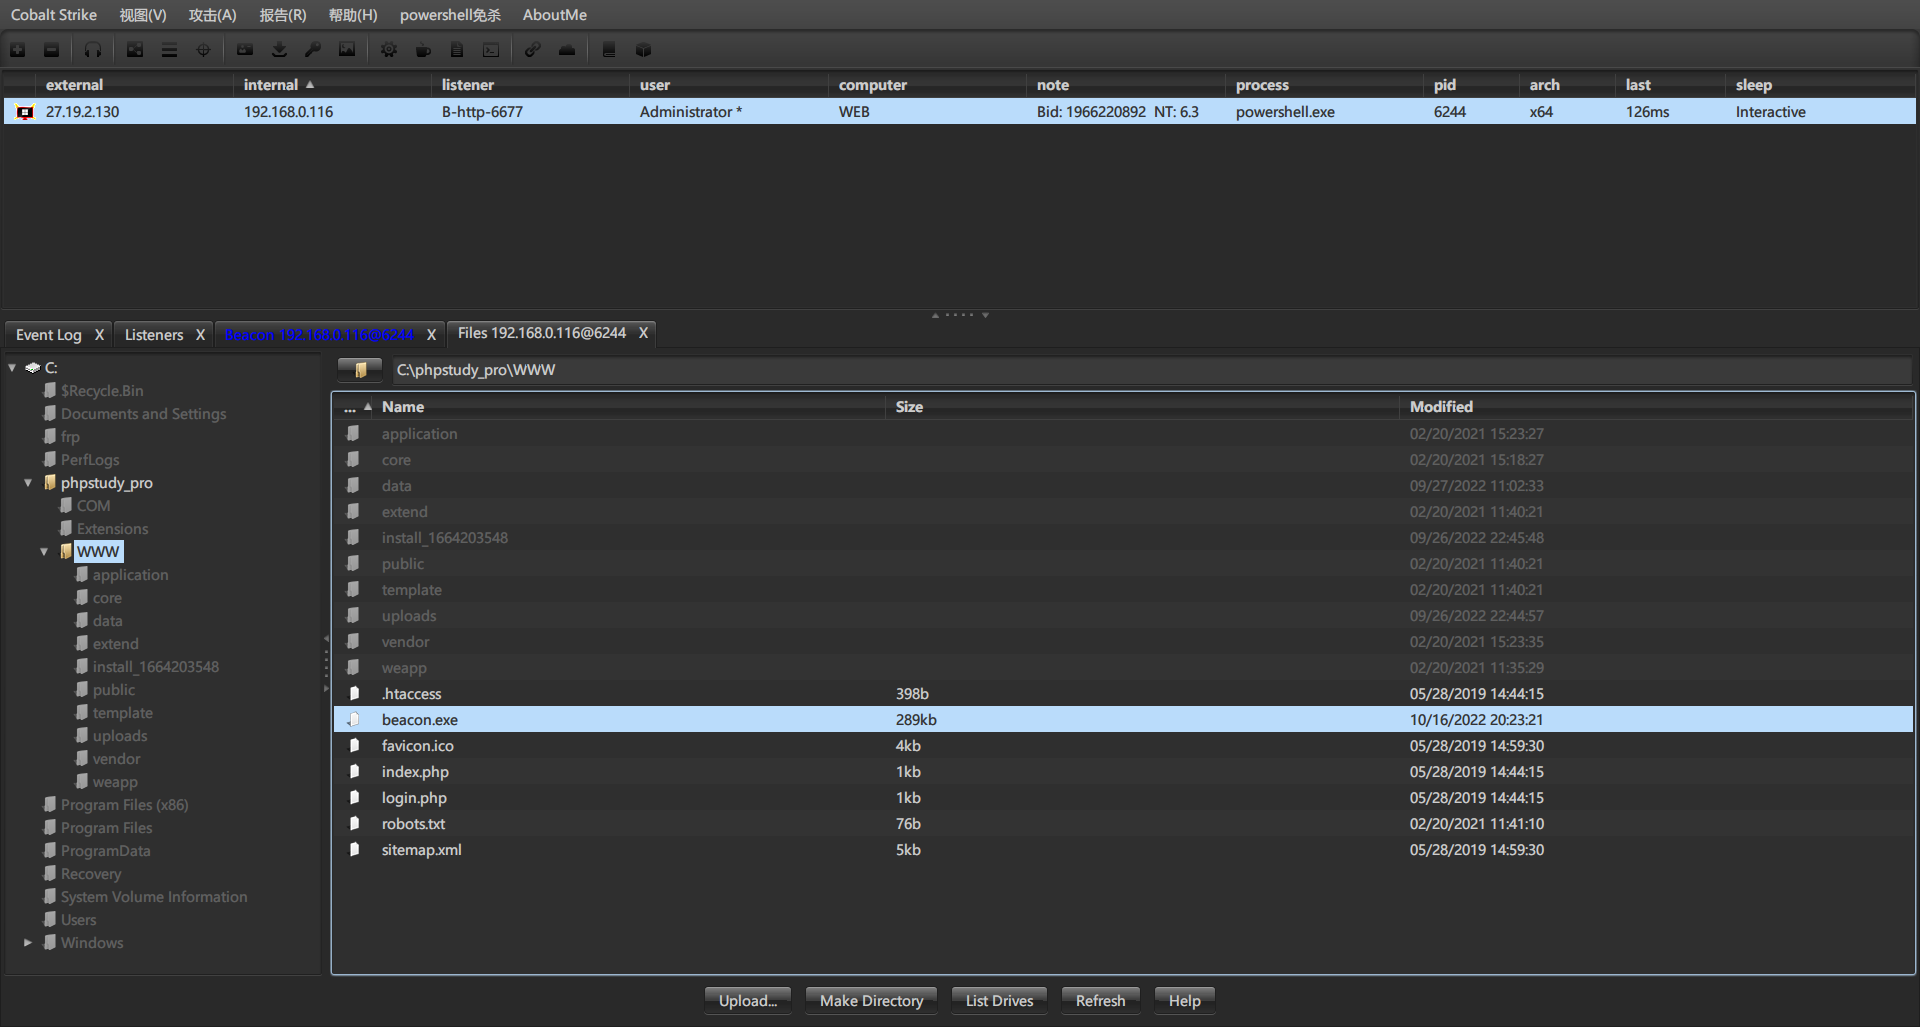 Cobalt Strike 视图(V) 攻击(A) 报告(R) 帮助(H) powershell免杀 AboutMe
external internal listener user computer note process pid arch last sleep
27.19.2.130 192.168.0.116 B-http-6677 Administrator * WEB Bid: 1966220892 NT: 6.3 powershell.exe 6244 x64 126ms Interactive
Event Log X Listeners X Beacon 192.168.0.116@6244 X Files 192.168.0.116@6244 X
C:
$Recycle.Bin
Documents and Settings
frp
PerfLogs
phpstudy_pro
COM
Extensions
WWW
application
core
data
extend
install_1664203548
public
template
uploads
vendor
weapp
Program Files (x86)
Program Files
ProgramData
Recovery
System Volume Information
Users
Windows
C:\phpstudy_pro\WWW
... Name Size Modified
application 02/20/2021 15:23:27
core 02/20/2021 15:18:27
data 09/27/2022 11:02:33
extend 02/20/2021 11:40:21
install_1664203548 09/26/2022 22:45:48
public 02/20/2021 11:40:21
template 02/20/2021 11:40:21
uploads 09/26/2022 22:44:57
vendor 02/20/2021 15:23:35
weapp 02/20/2021 11:35:29
.htaccess 398b 05/28/2019 14:44:15
beacon.exe 289kb 10/16/2022 20:23:21
favicon.ico 4kb 05/28/2019 14:59:30
index.php 1kb 05/28/2019 14:44:15
login.php 1kb 05/28/2019 14:44:15
robots.txt 76b 02/20/2021 11:41:10
sitemap.xml 5kb 05/28/2019 14:59:30
Upload... Make Directory List Drives Refresh Help